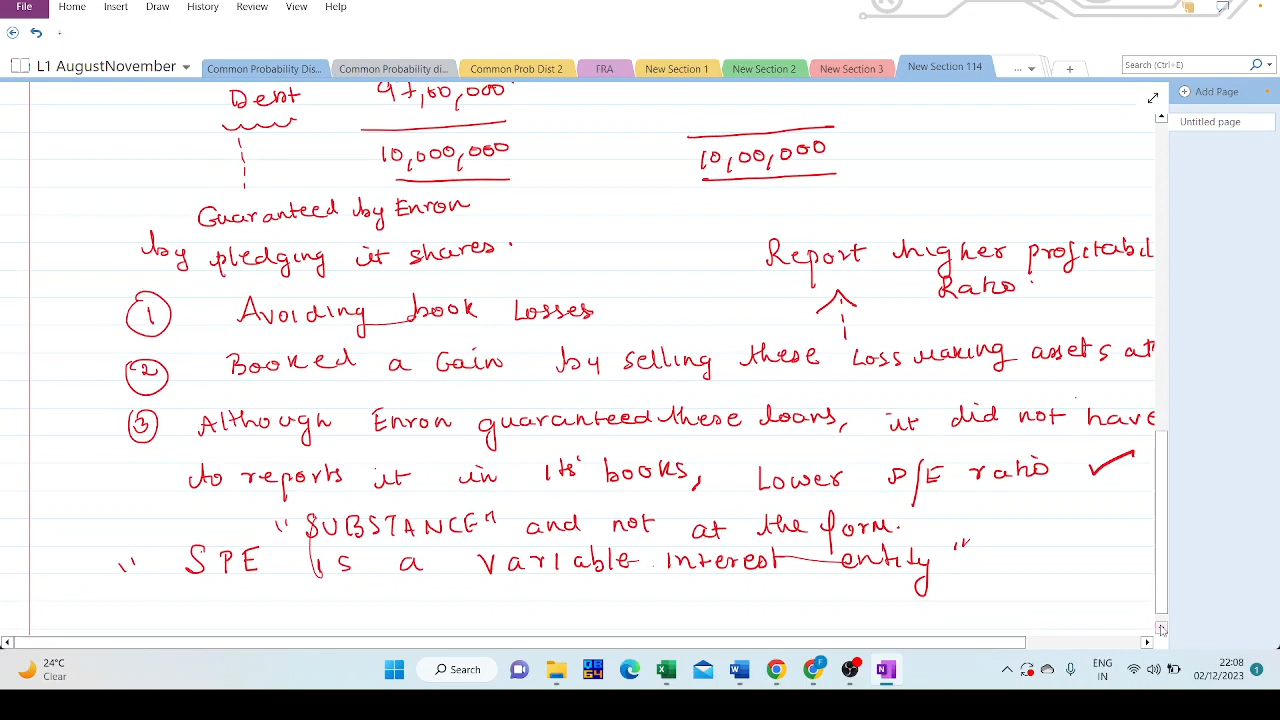 File Home Insert Draw History Review View Help
L1 AugustNovember
Common Probability Dis... Common Probability di... Common Prob Dist 2 FRA New Section 1 New Section 2 New Section 3 New Section 114 ... Search (Ctrl+E)
Add Page
Untitled page
Debt 97,00,000
10,000,000 10,00,000
Guaranteed by Enron
by pledging it shares.
Report higher profitabil
Ratio.
1 Avoiding book Losses
2 Booked a Gain by selling these Loss Making assets at
3 Although Enron guaranteed these loans, it did not have
to reports it in its' books, Lower D/E ratio
"SUBSTANCE" and not at the form.
" SPE is a variable interest entity "
24°C
Clear
Search
ENG
IN
22:08
02/12/2023